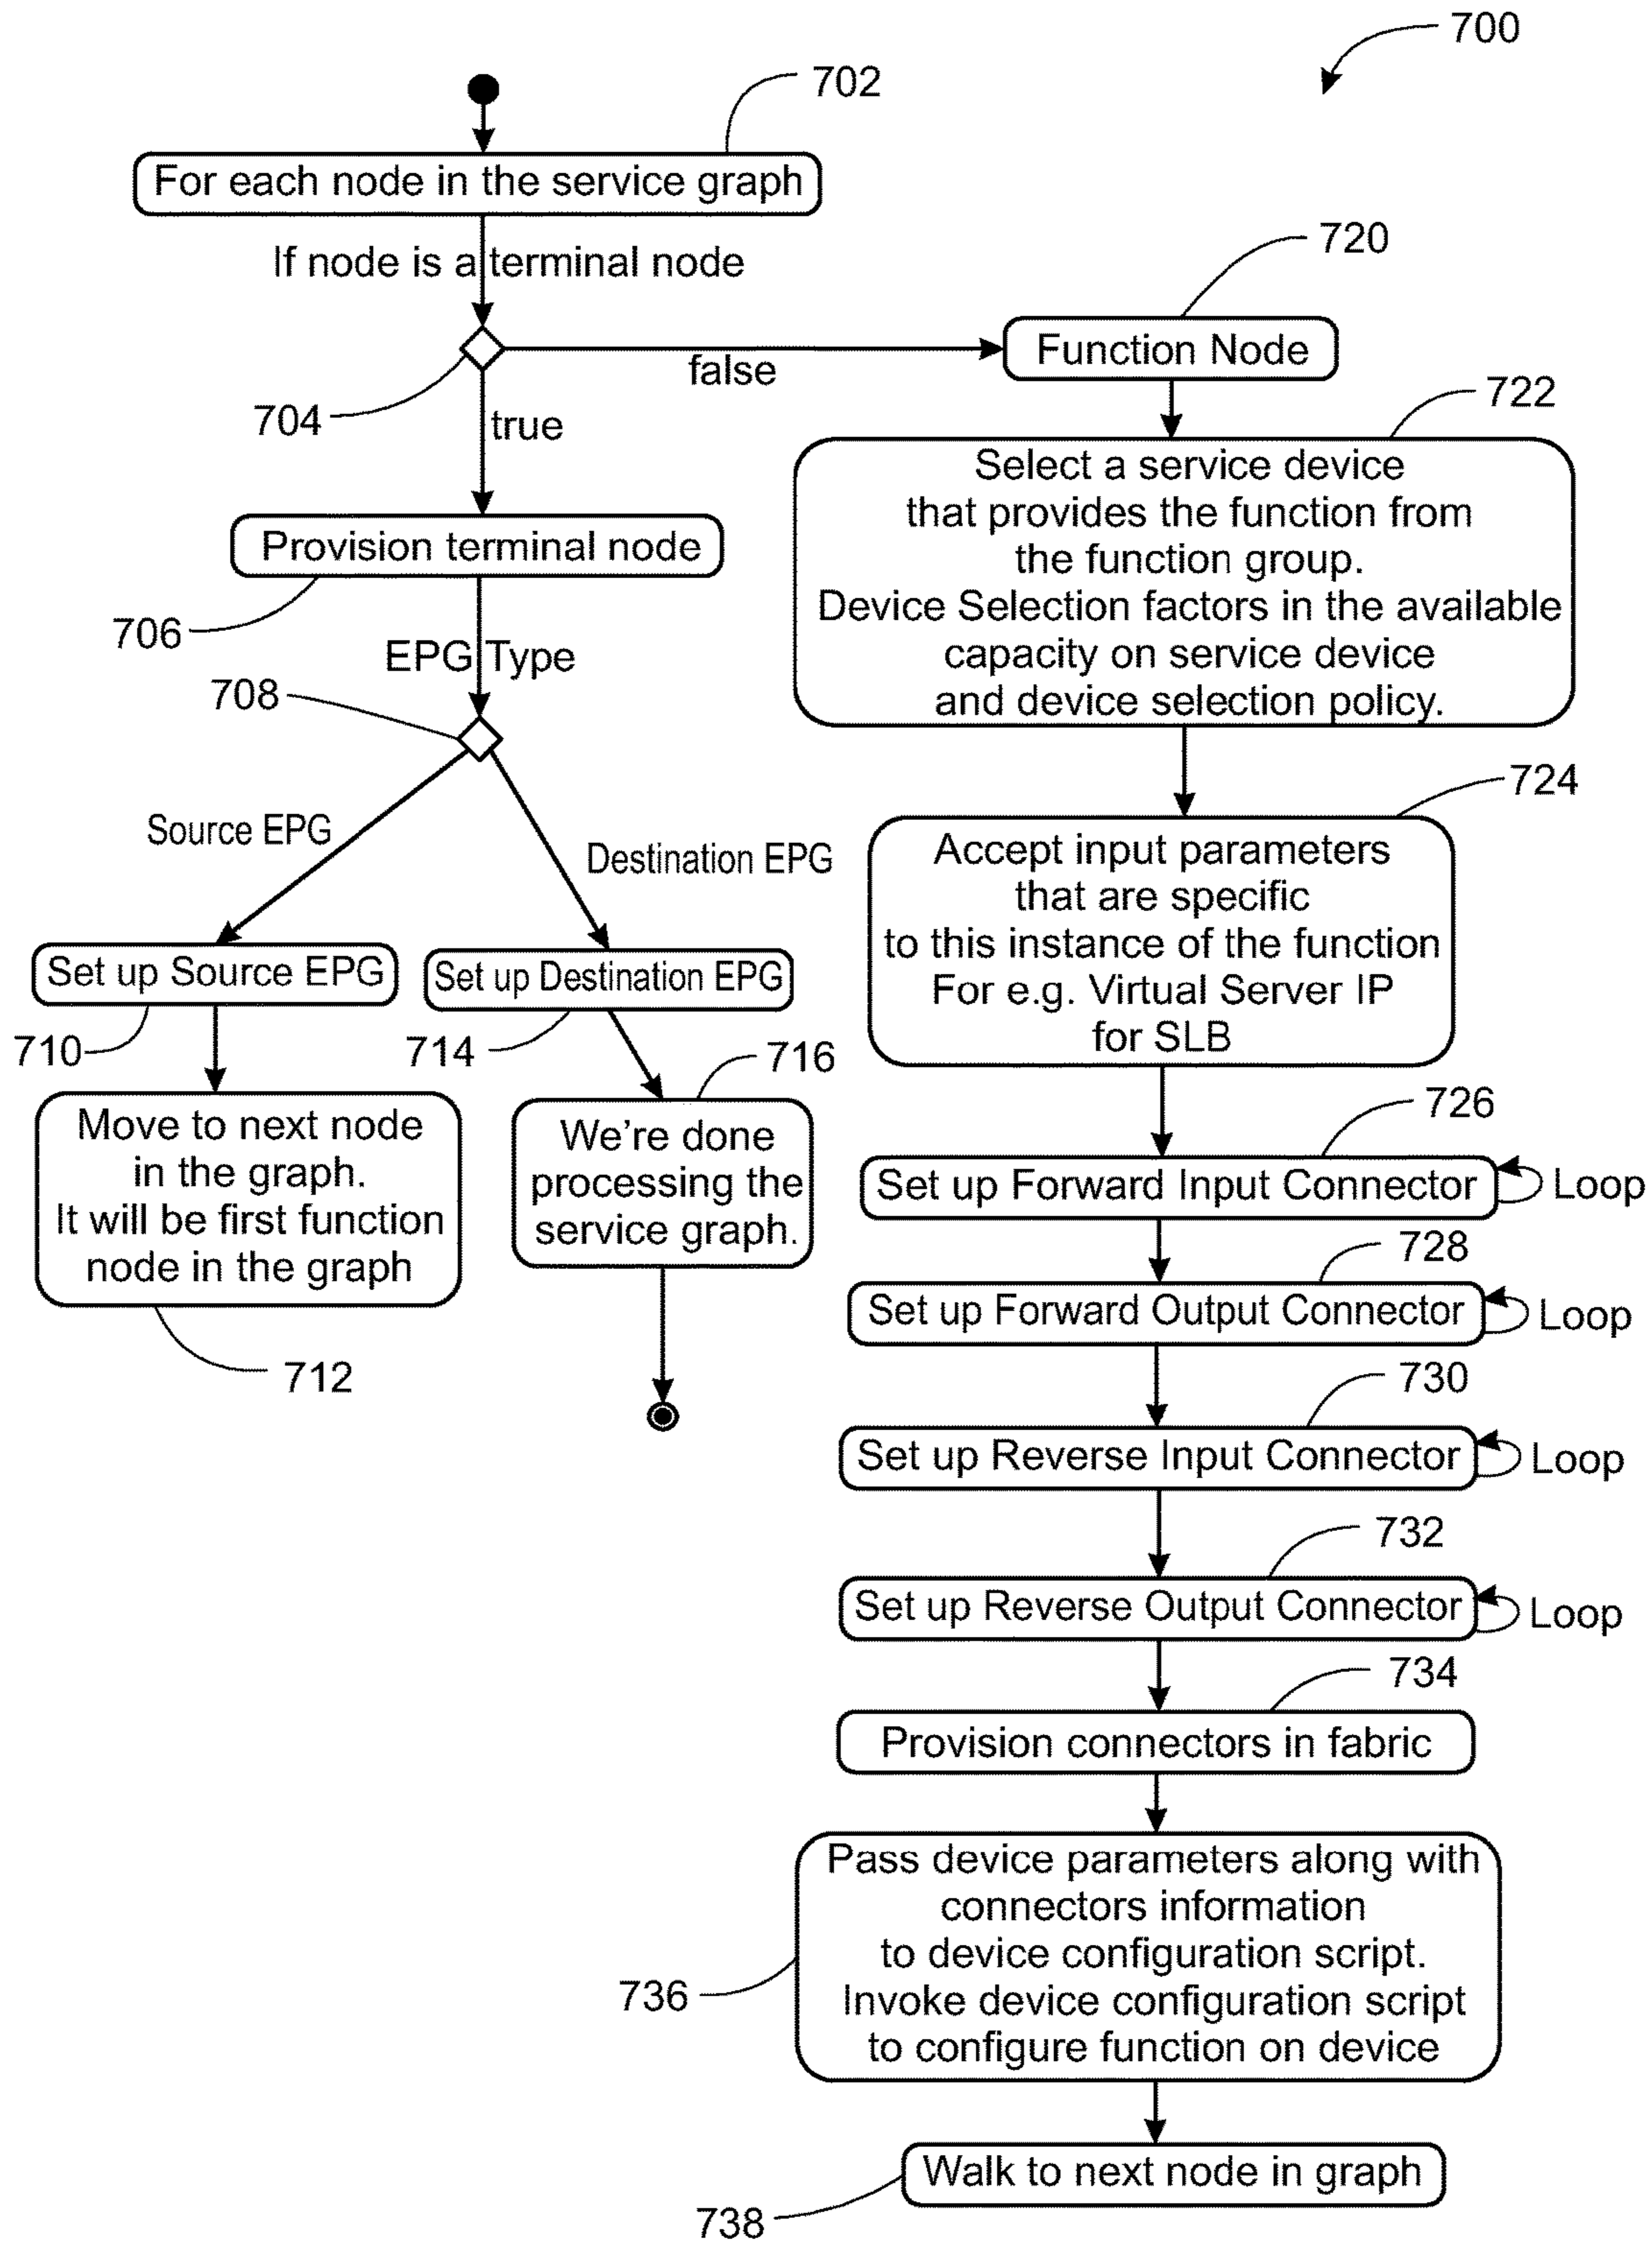 700
702
For each node in the service graph
If node is a terminal node
720
Function Node
false
704
true
722
Select a service device
that provides the function from
the function group.
Device Selection factors in the available
capacity on service device
and device selection policy.
Provision terminal node
706
EPG Type
708
724
Accept input parameters
that are specific
to this instance of the function
For e.g. Virtual Server IP
for SLB
Source EPG
Destination EPG
Set up Source EPG
Set up Destination EPG
710
714
716
Move to next node
in the graph.
It will be first function
node in the graph
712
We're done
processing the
service graph.
726
Set up Forward Input Connector
Loop
728
Set up Forward Output Connector
Loop
730
Set up Reverse Input Connector
Loop
732
Set up Reverse Output Connector
Loop
734
Provision connectors in fabric
Pass device parameters along with
connectors information
to device configuration script.
Invoke device configuration script
to configure function on device
736
Walk to next node in graph
738